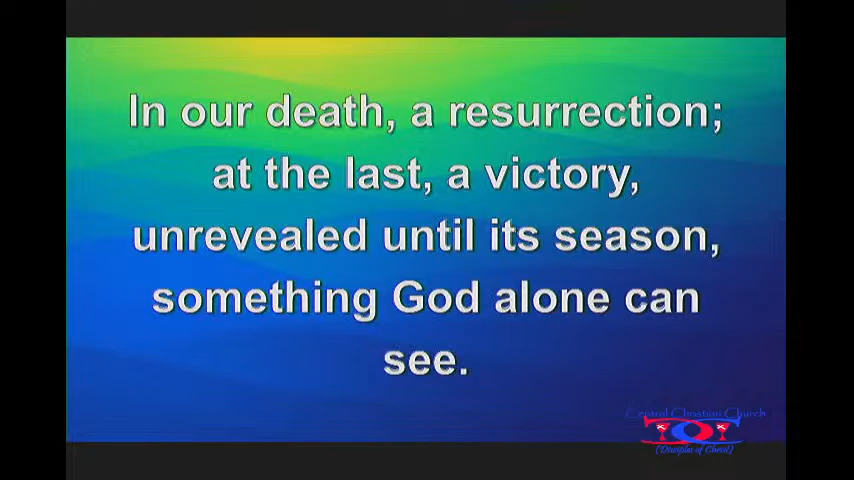 In our death, a resurrection;
at the last, a victory,
unrevealed until its season,
something God alone can
see.
Central Christian Church
(Disciples of Christ)